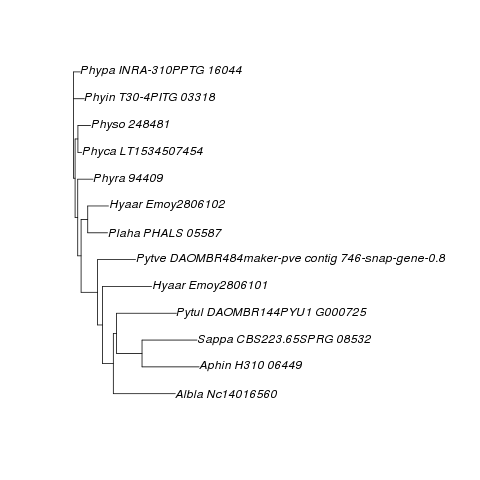 Phypa INRA-310PPTG 16044
Phyin T30-4PITG 03318
Physo 248481
Phyca LT1534507454
Phyra 94409
Hyaar Emoy2806102
Plaha PHALS 05587
Pytve DAOMBR484maker-pve contig 746-snap-gene-0.8
Hyaar Emoy2806101
Pytul DAOMBR144PYU1 G000725
Sappa CBS223.65SPRG 08532
Aphin H310 06449
Albla Nc14016560